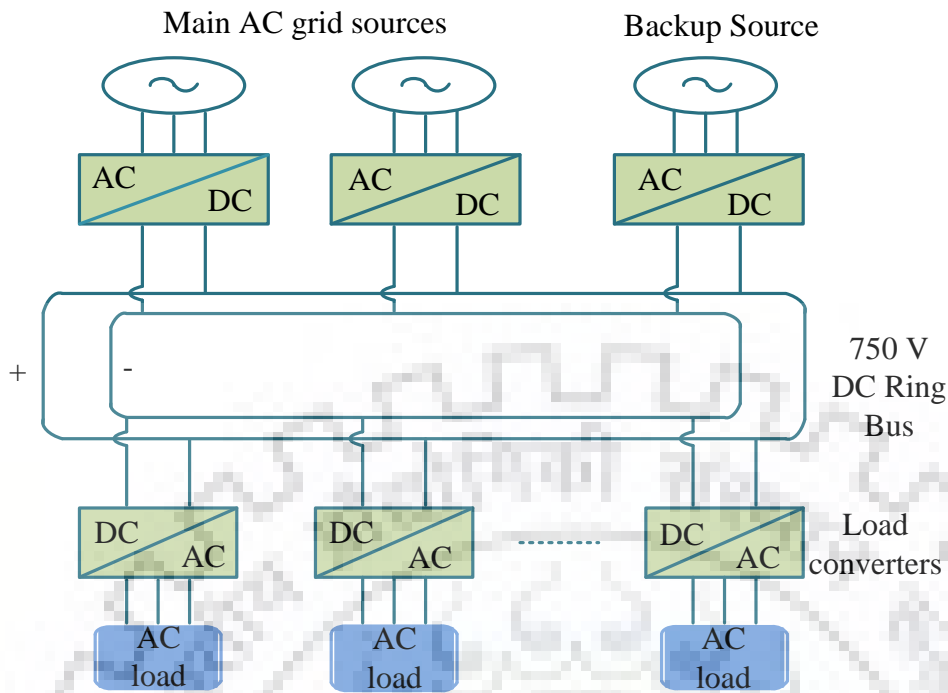 Main AC grid sources
Backup Source
AC
DC
AC
DC
AC
DC
+
-
750 V
DC Ring
Bus
DC
AC
DC
AC
DC
AC
Load
converters
AC
load
AC
load
AC
load